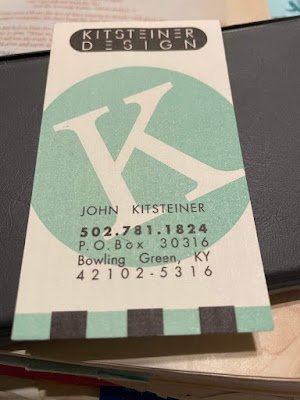 KITSTEINER
DESIGN
K
JOHN KITSTEINER
502.781.1824
P.O. Box 30316
Bowling Green, KY
42102-5316